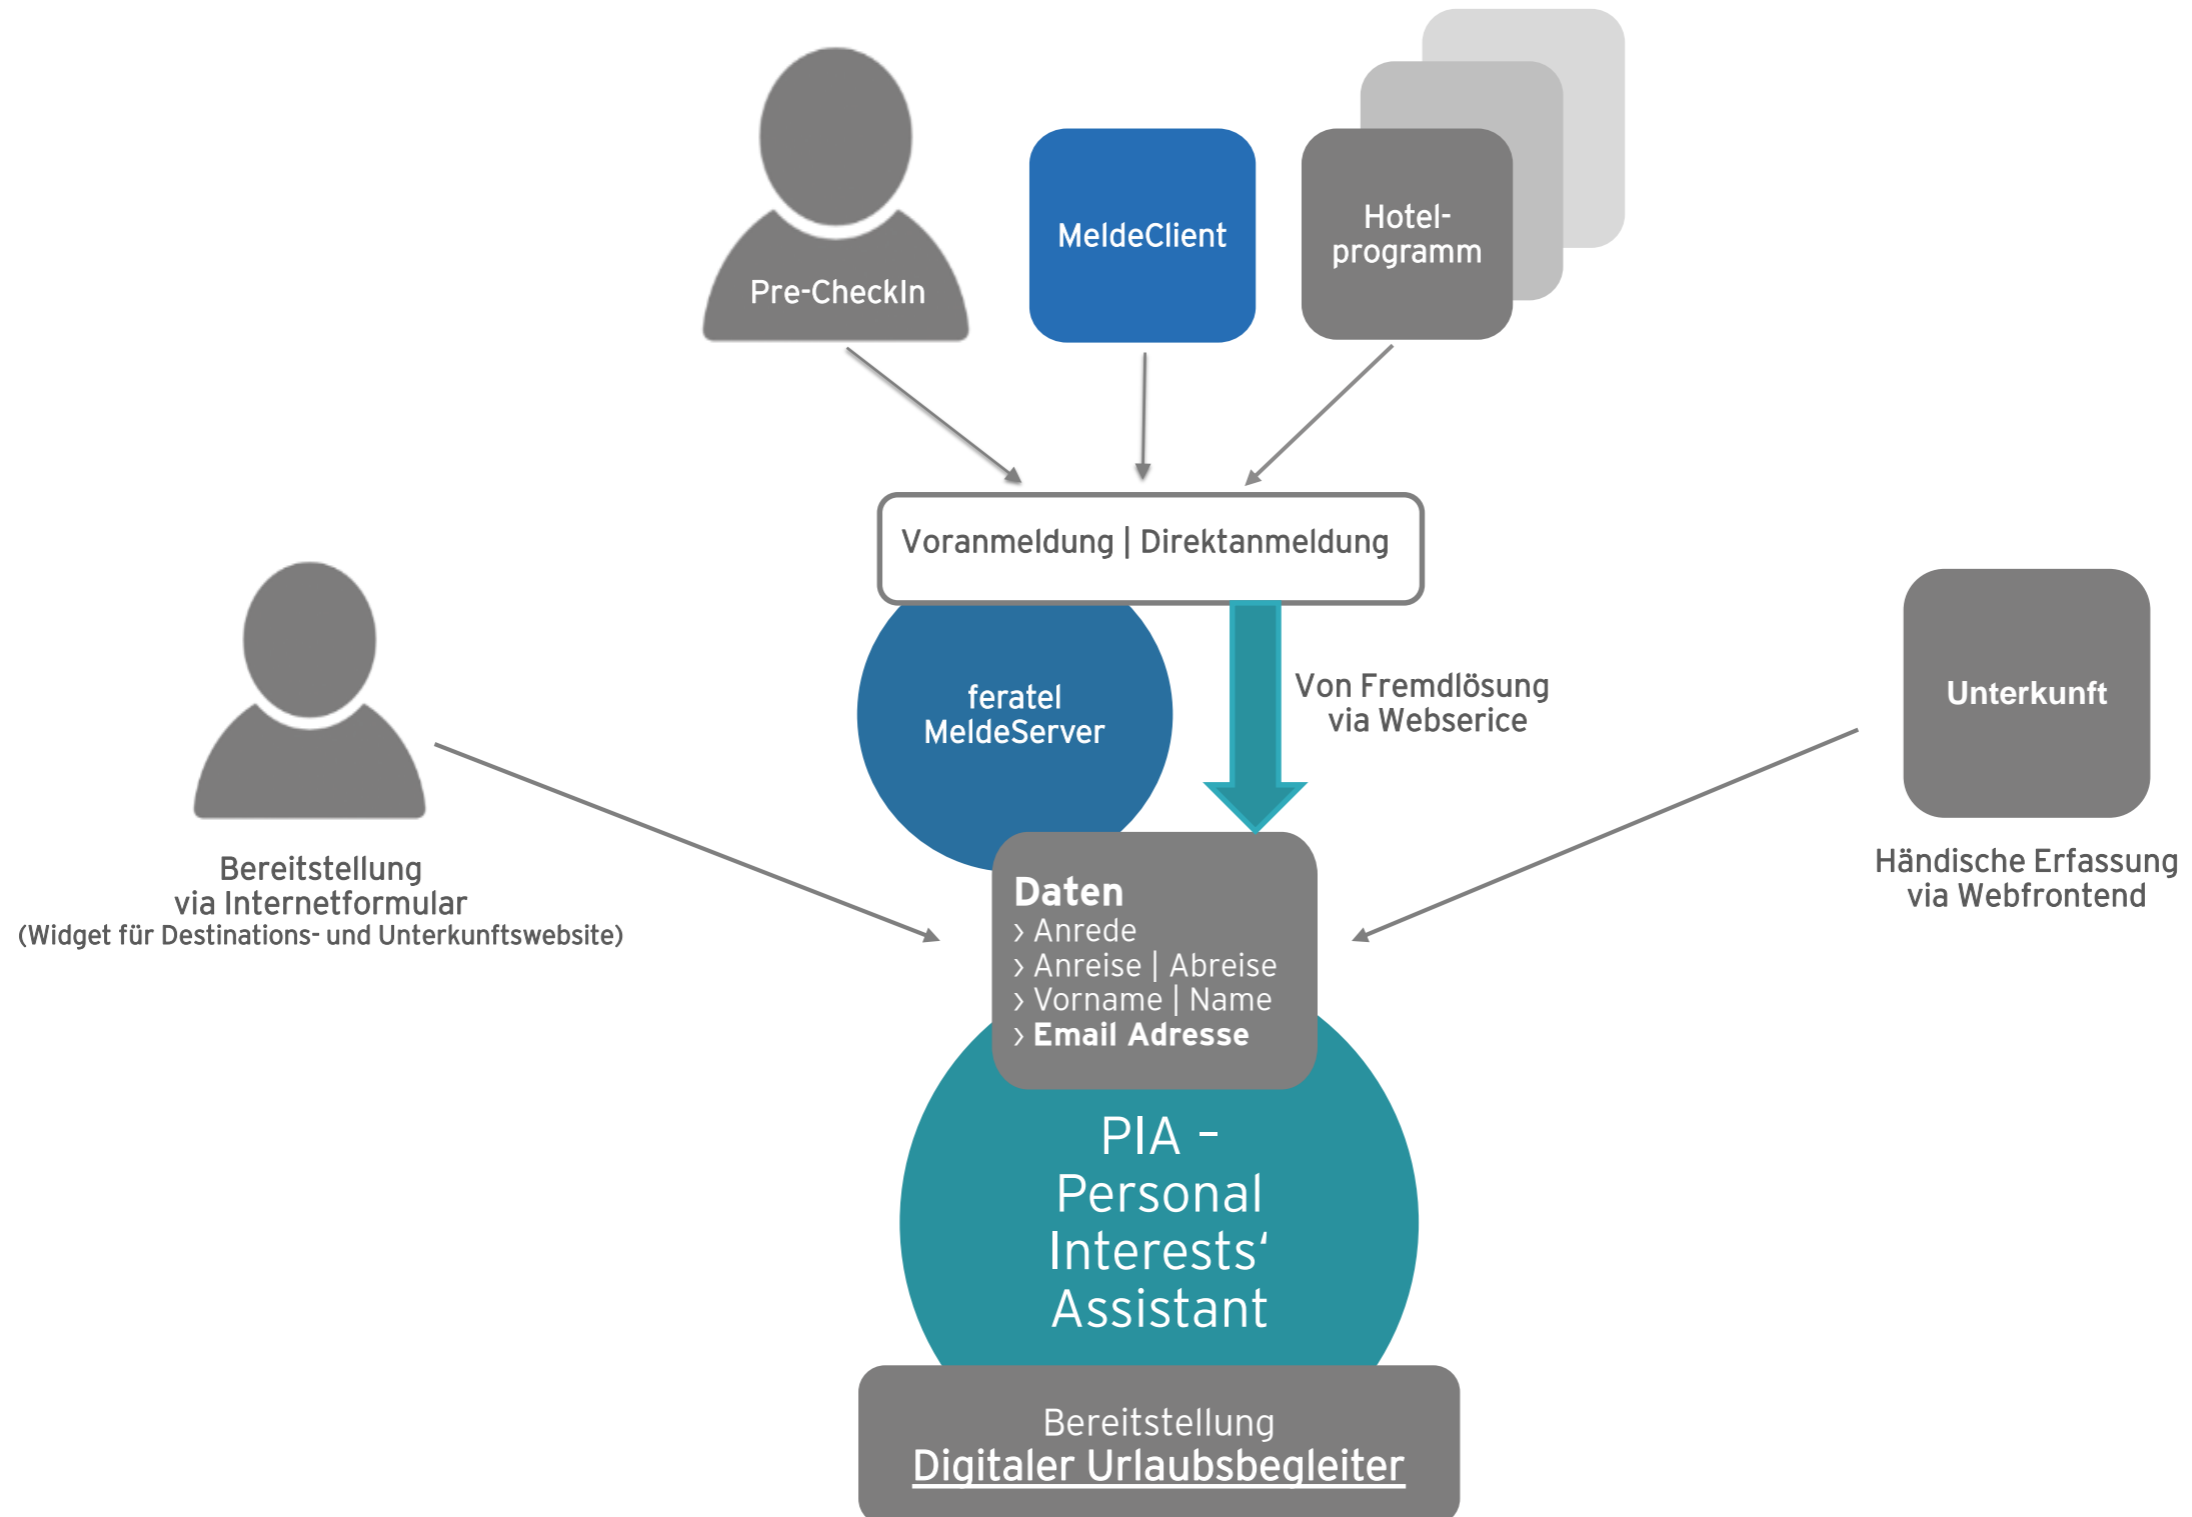 Pre-CheckIn
MeldeClient
Hotel-
programm
Voranmeldung | Direktanmeldung
feratel
MeldeServer
Von Fremdlösung
via Webserice
Unterkunft
Bereitstellung
via Internetformular
(Widget für Destinations- und Unterkunftswebsite)
Händische Erfassung
via Webfrontend
Daten
› Anrede
› Anreise | Abreise
› Vorname | Name
› Email Adresse
PIA –
Personal
Interests‘
Assistant
Bereitstellung
Digitaler Urlaubsbegleiter